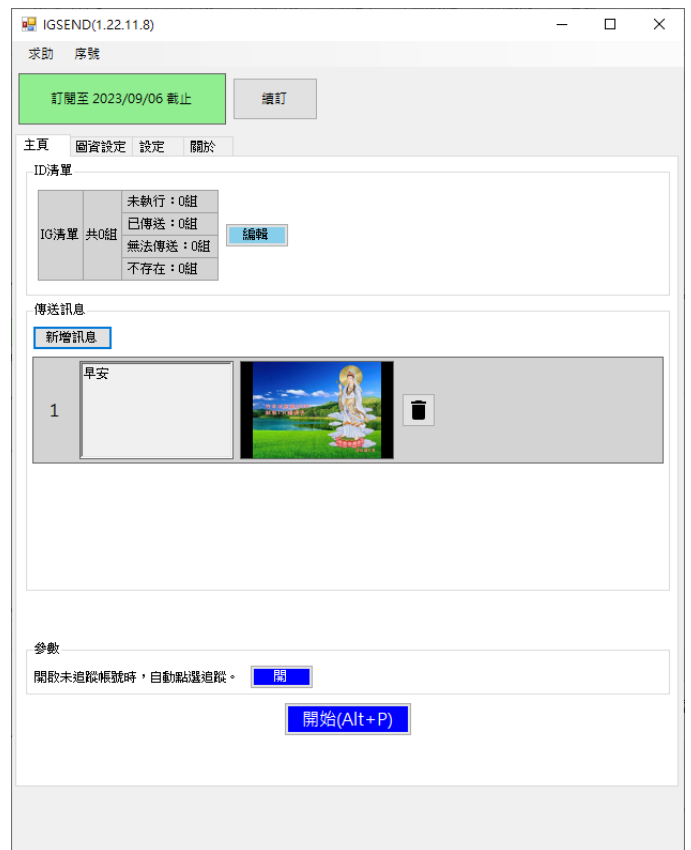 IGSEND(1.22.11.8)
求助 序號
訂閱至 2023/09/06 截止 續訂
主頁 圖資設定 設定 關於
ID清單
IG清單 共0組
未執行：0組
已傳送：0組
無法傳送：0組
不存在：0組
編輯
傳送訊息
新增訊息
1
早安
參數
開啟未追蹤帳號時，自動點選追蹤。 開
開始(Alt+P)